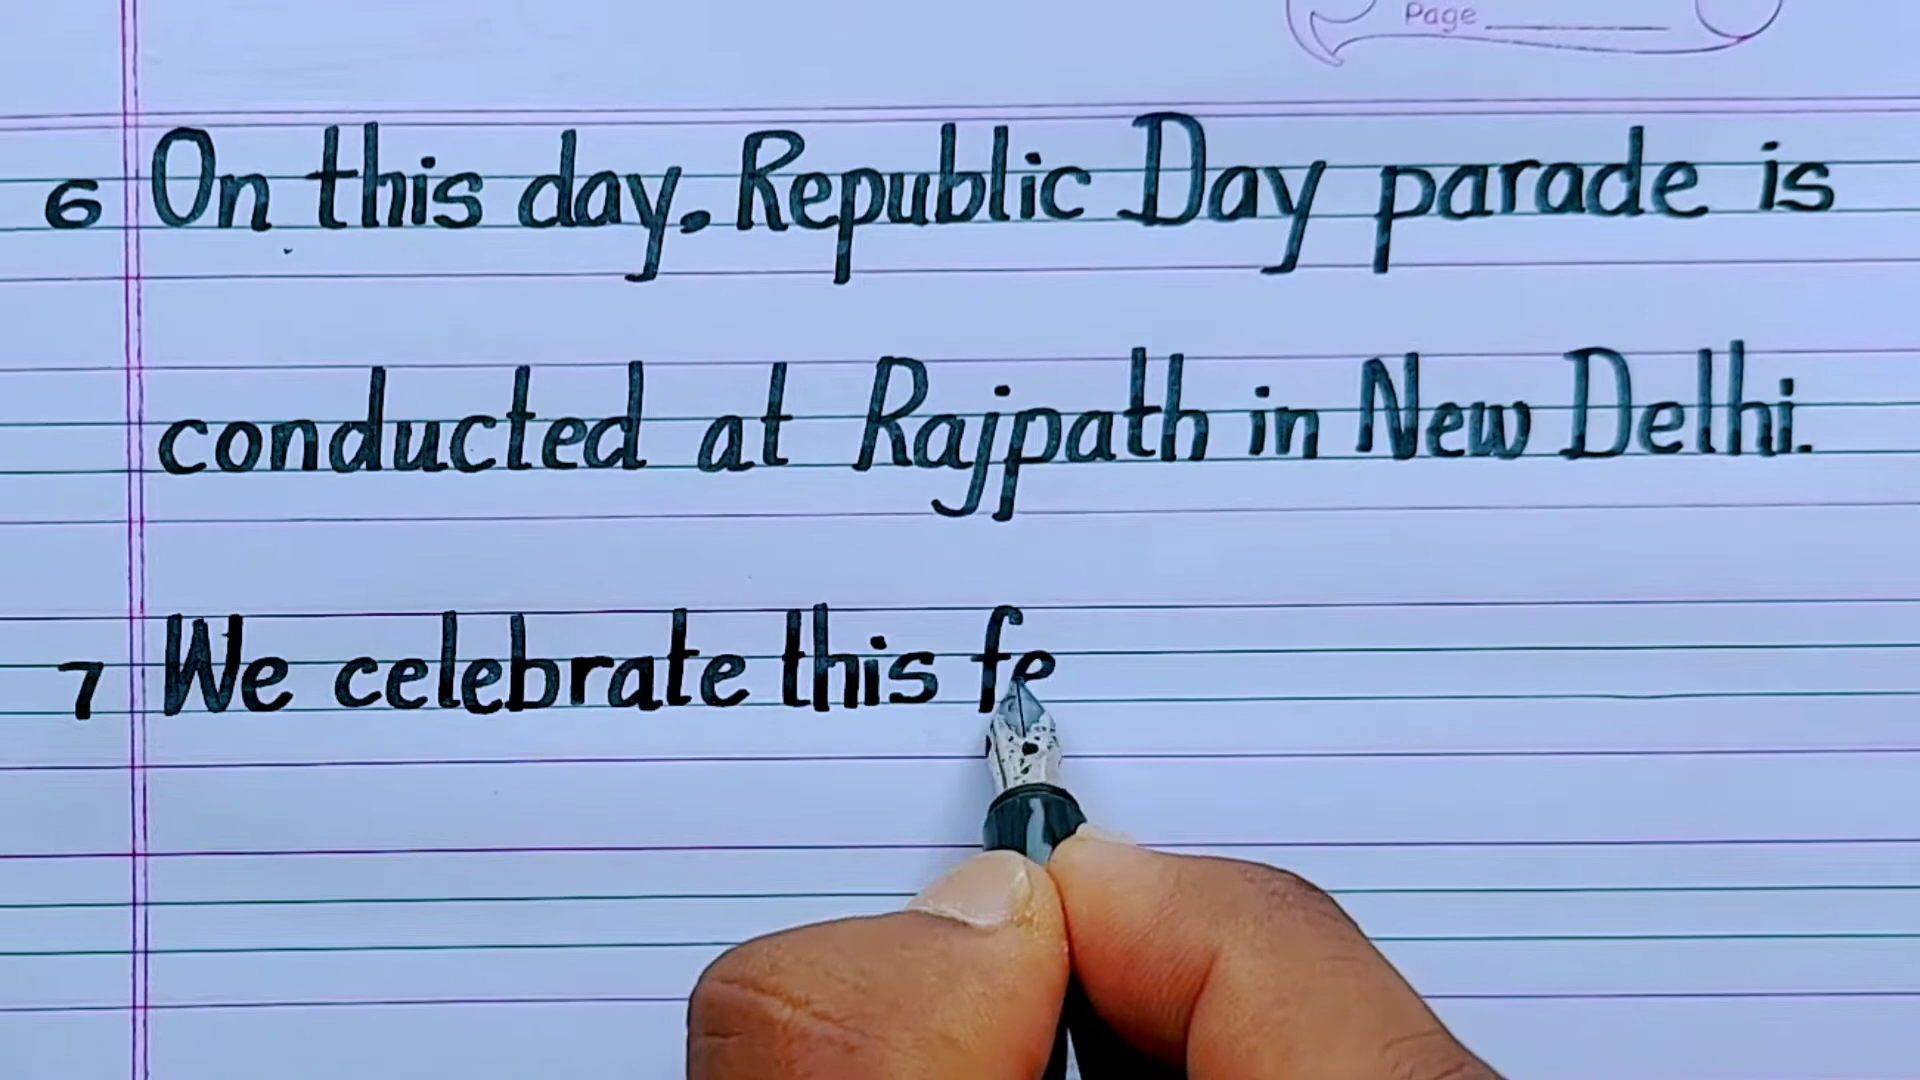 Page
6 On this day. Republic Day parade is
conducted at Rajpath in New Delhi.
7 We celebrate this fe